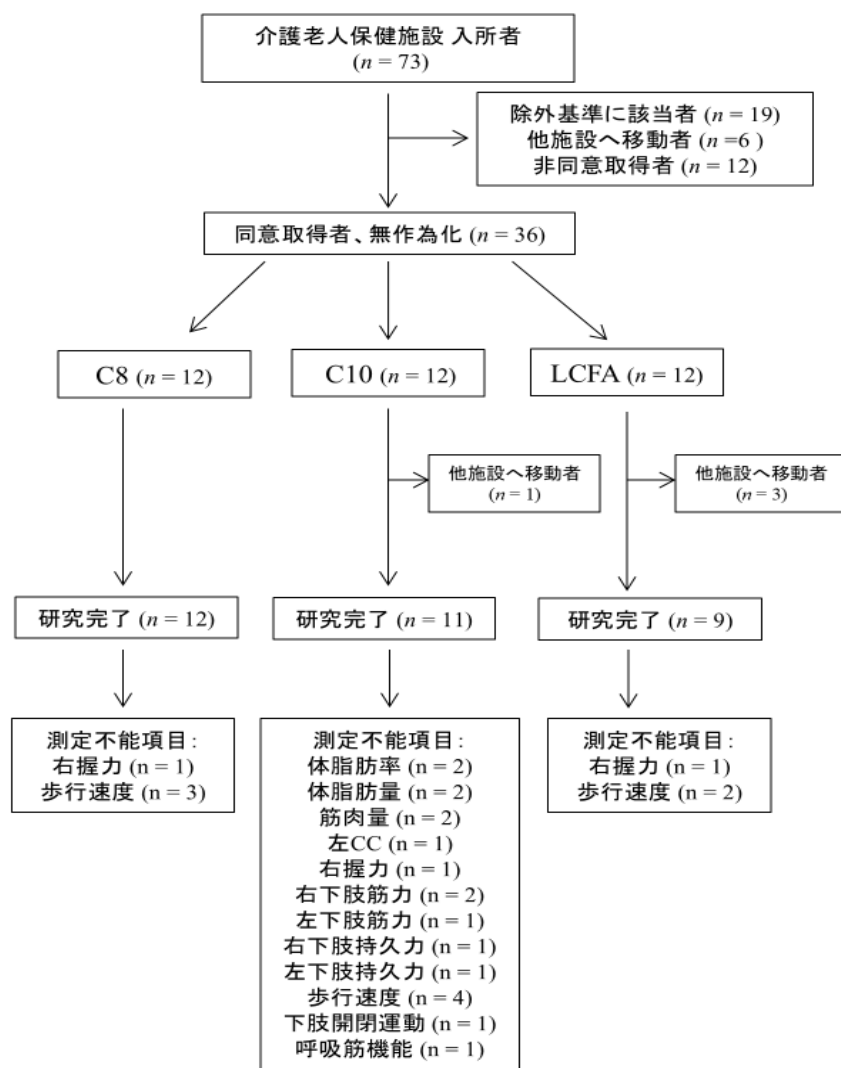 介護老人保健施設 入所者
(n = 73)
除外基準に該当者 (n = 19)
他施設へ移動者 (n =6 )
非同意取得者 (n = 12)
同意取得者、無作為化 (n = 36)
C8 (n = 12)
C10 (n = 12)
LCFA (n = 12)
他施設へ移動者
(n = 1)
他施設へ移動者
(n = 3)
研究完了 (n = 12)
研究完了 (n = 11)
研究完了 (n = 9)
測定不能項目:
右握力 (n = 1)
歩行速度 (n = 3)
測定不能項目:
体脂肪率 (n = 2)
体脂肪量 (n = 2)
筋肉量 (n = 2)
左CC (n = 1)
右握力 (n = 1)
右下肢筋力 (n = 2)
左下肢筋力 (n = 1)
右下肢持久力 (n = 1)
左下肢持久力 (n = 1)
歩行速度 (n = 4)
下肢開閉運動 (n = 1)
呼吸筋機能 (n = 1)
測定不能項目:
右握力 (n = 1)
歩行速度 (n = 2)